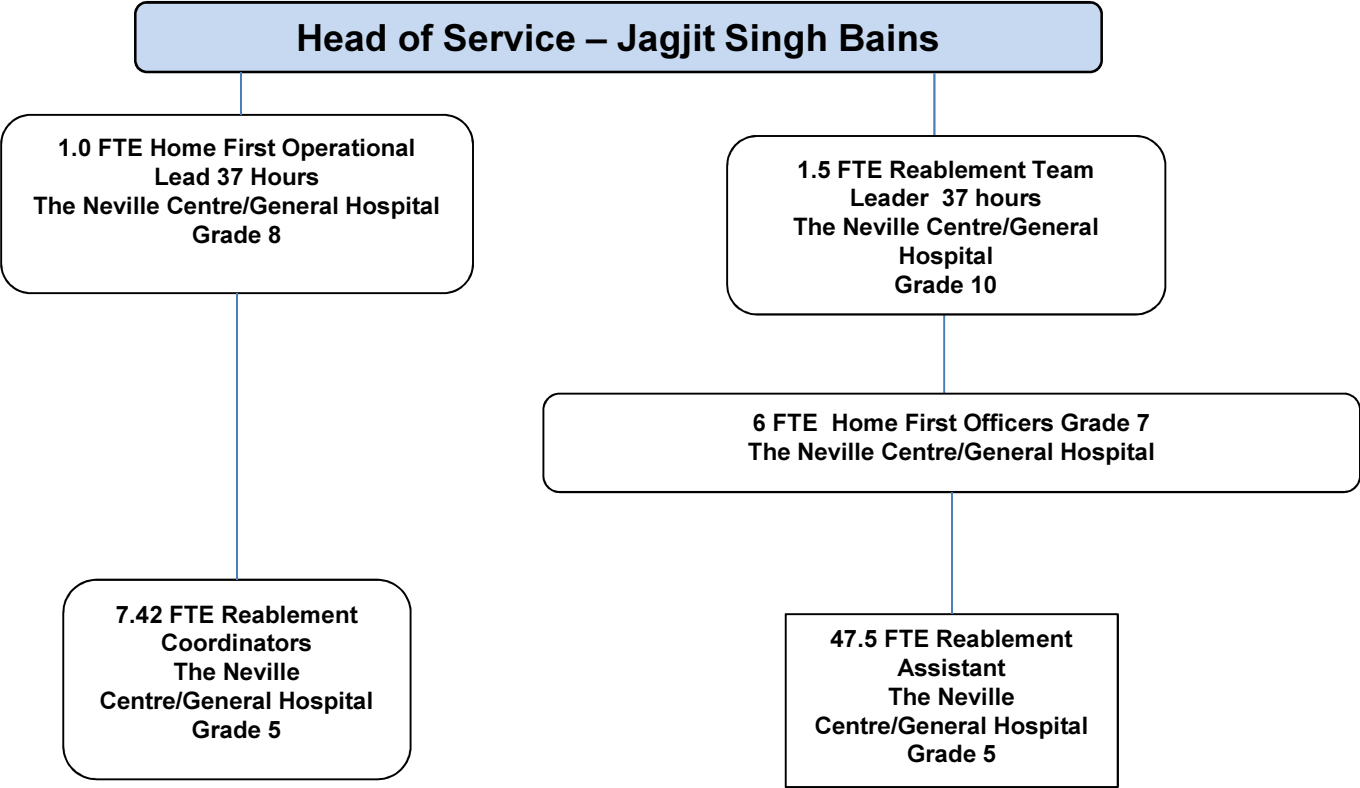 Head of Service – Jagjit Singh Bains
1.0 FTE Home First Operational
Lead 37 Hours
The Neville Centre/General Hospital
Grade 8
1.5 FTE Reablement Team
Leader  37 hours
The Neville Centre/General
Hospital
Grade 10
6 FTE  Home First Officers Grade 7
The Neville Centre/General Hospital
7.42 FTE Reablement
Coordinators
The Neville
Centre/General Hospital
Grade 5
47.5 FTE Reablement
Assistant
The Neville
Centre/General Hospital
Grade 5